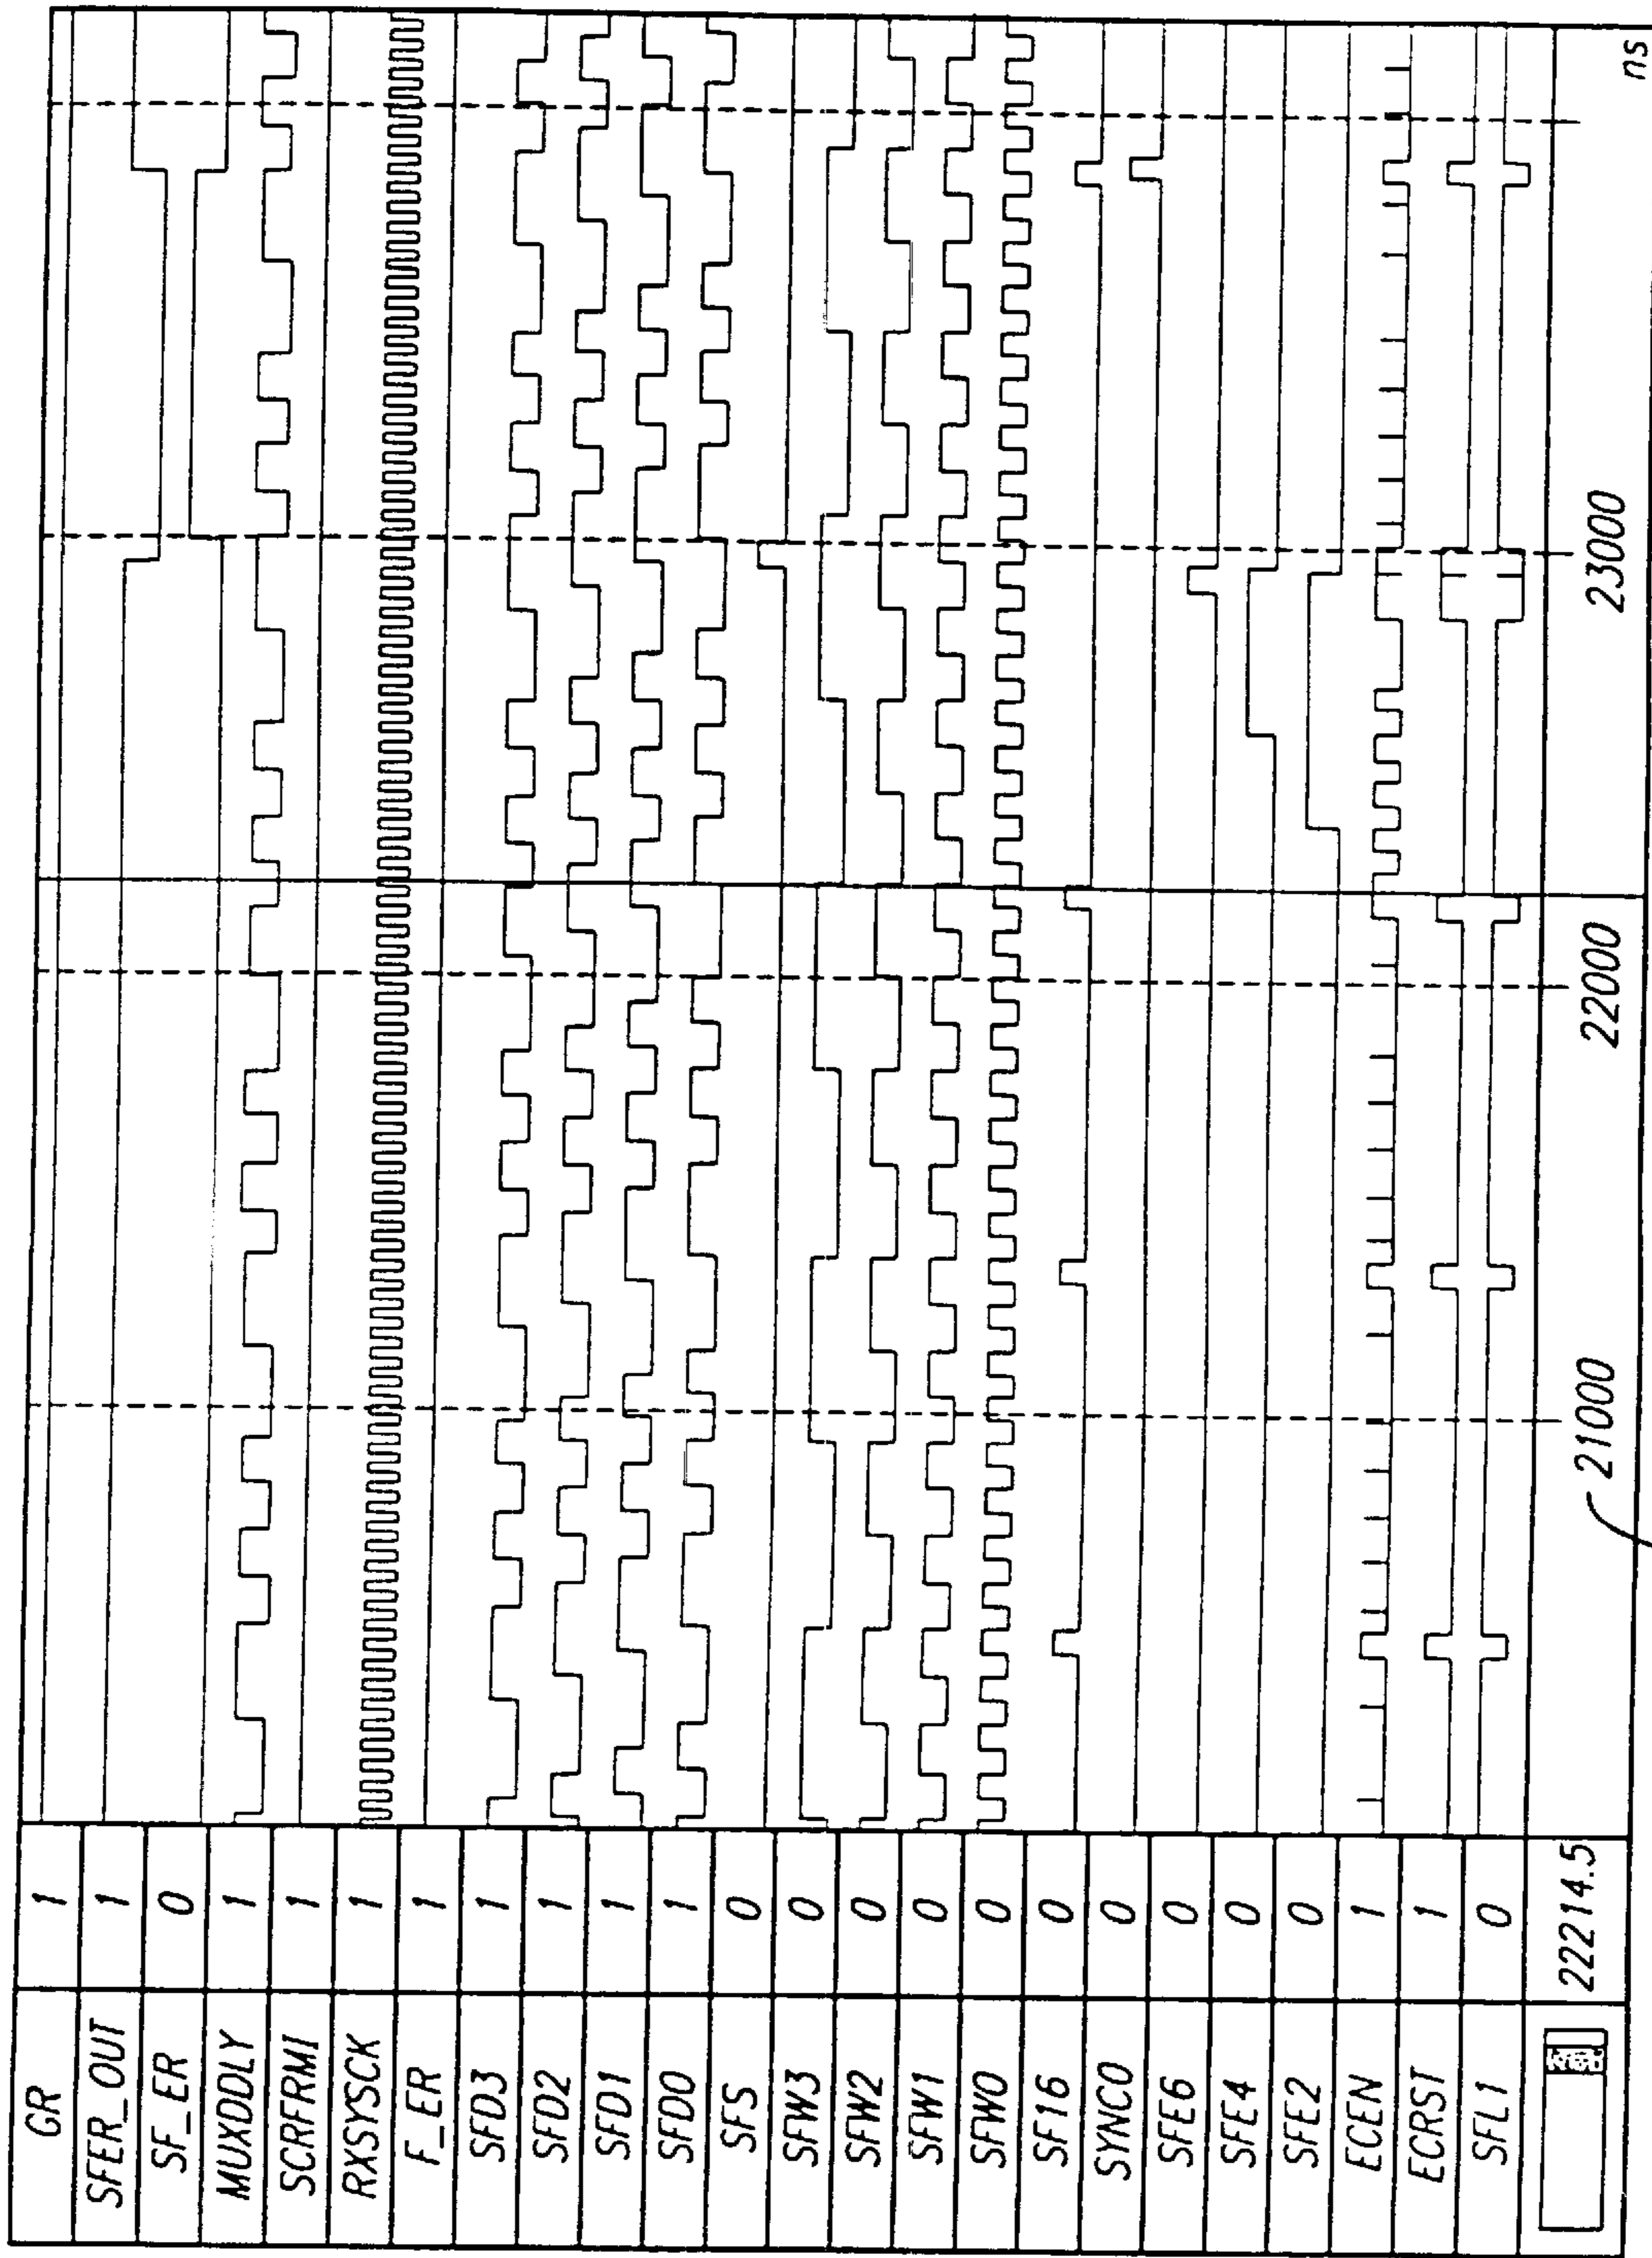 GR 1
SFER_OUT 1
SF_ER 0
MUXDDLY 1
SCRFRMI 1
RXSYSCK 1
F_ER 1
SFD3 1
SFD2 1
SFD1 1
SFD0 1
SFS 0
SFW3 0
SFW2 0
SFW1 0
SFW0 0
SF16 0
SYNCO 0
SFE6 0
SFE4 0
SFE2 0
ECEN 1
ECRST 1
SFL1 0
22214.5
21000 22000 23000 ns